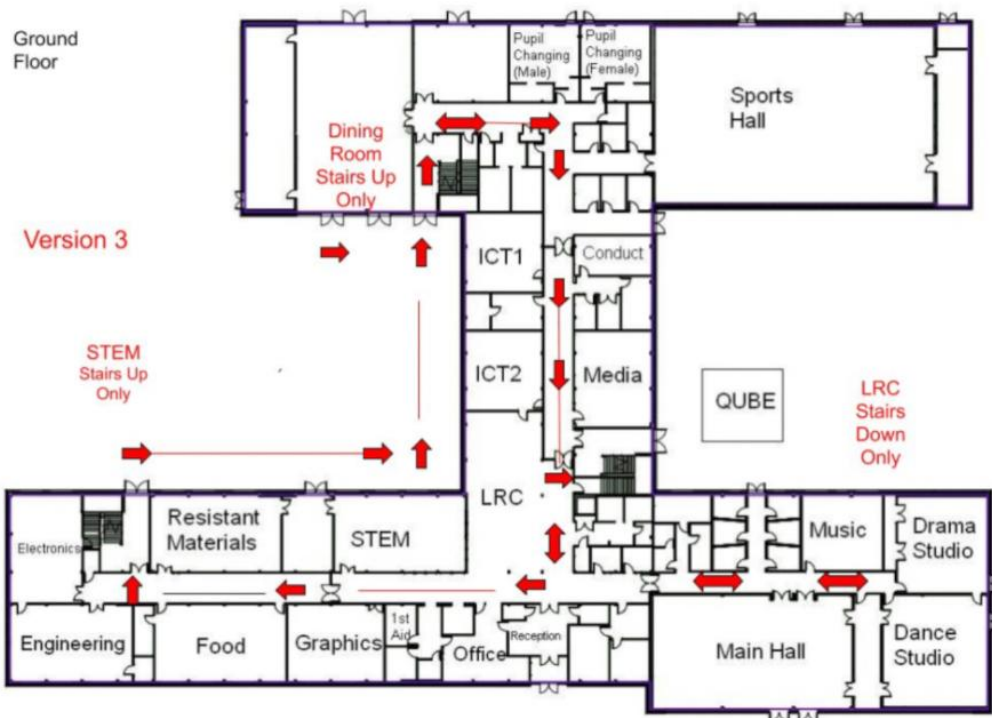 Ground
Floor
Pupil
Changing
(Male)
Pupil
Changing
(Female)
Sports
Hall
Dining
Room
Stairs Up
Only
Version 3
ICT1
Conduct
STEM
Stairs Up
Only
ICT2
Media
QUBE
LRC
Stairs
Down
Only
LRC
Electronics
Resistant
Materials
STEM
Music
Drama
Studio
Engineering
Food
Graphics
1st
Aid
Office
Reception
Main Hall
Dance
Studio